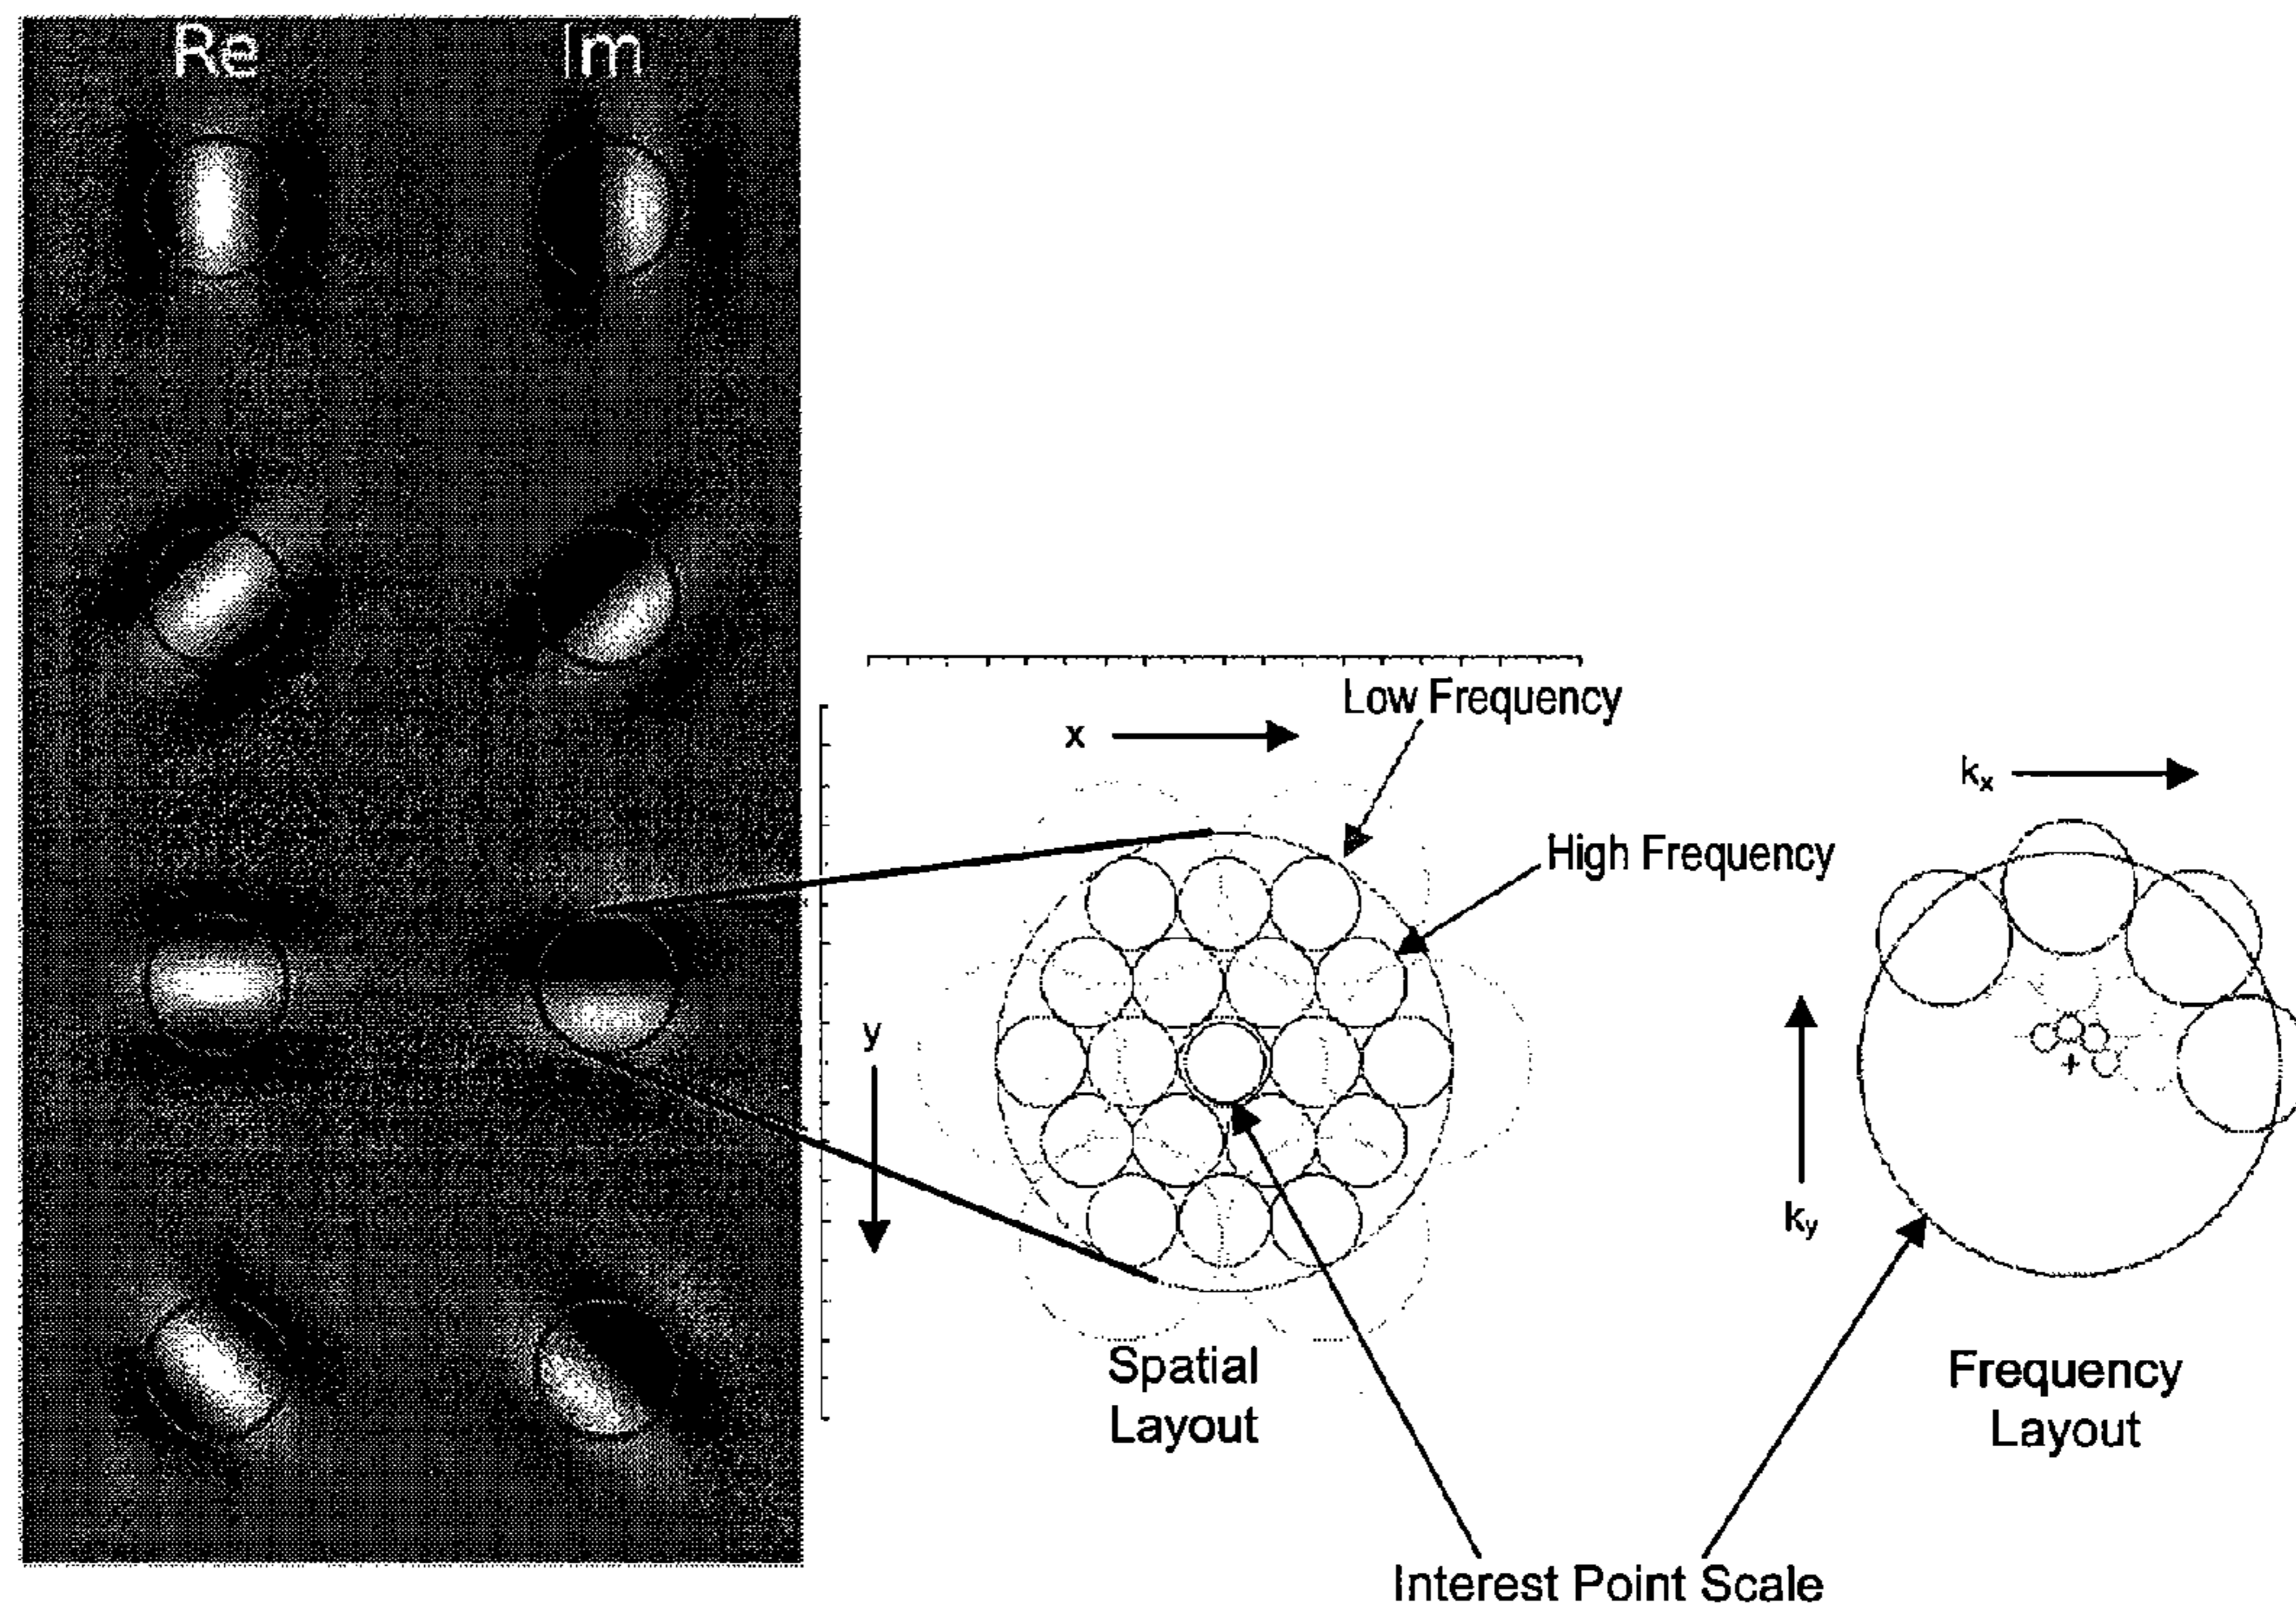 Re Im
Low Frequency
x
High Frequency
kx
y
ky
Spatial
Layout
Frequency
Layout
Interest Point Scale